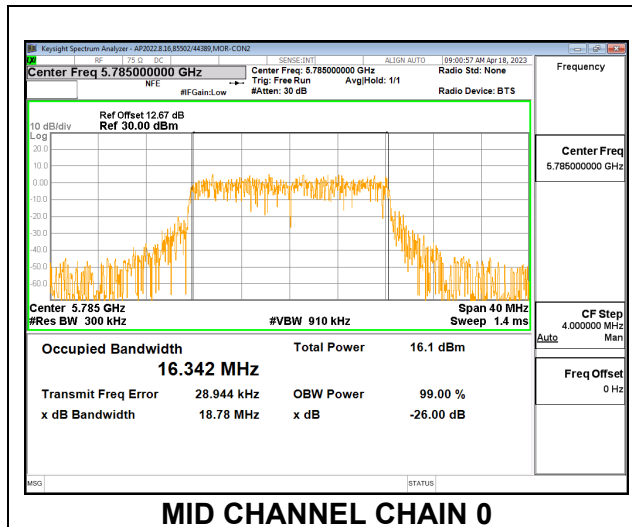 Keysight Spectrum Analyzer - AP2022.8.16,85502/44389,MOR-CON2
RF 75 Ω DC SENSE:INT ALIGN AUTO 09:00:57 AM Apr 18, 2023
Center Freq 5.785000000 GHz Center Freq: 5.785000000 GHz Radio Std: None
NFE Trig: Free Run Avg|Hold: 1/1
#IFGain:Low #Atten: 30 dB Radio Device: BTS
Frequency
Ref Offset 12.67 dB
10 dB/div Ref 30.00 dBm
Log
20.0
10.0
0.00
-10.0
-20.0
-30.0
-40.0
-50.0
-60.0
Center Freq
5.785000000 GHz
Center 5.785 GHz Span 40 MHz
#Res BW 300 kHz #VBW 910 kHz Sweep 1.4 ms
CF Step
4.000000 MHz
Auto Man
Occupied Bandwidth Total Power 16.1 dBm
16.342 MHz
Transmit Freq Error 28.944 kHz OBW Power 99.00 %
x dB Bandwidth 18.78 MHz x dB -26.00 dB
Freq Offset
0 Hz
MSG STATUS
MID CHANNEL CHAIN 0